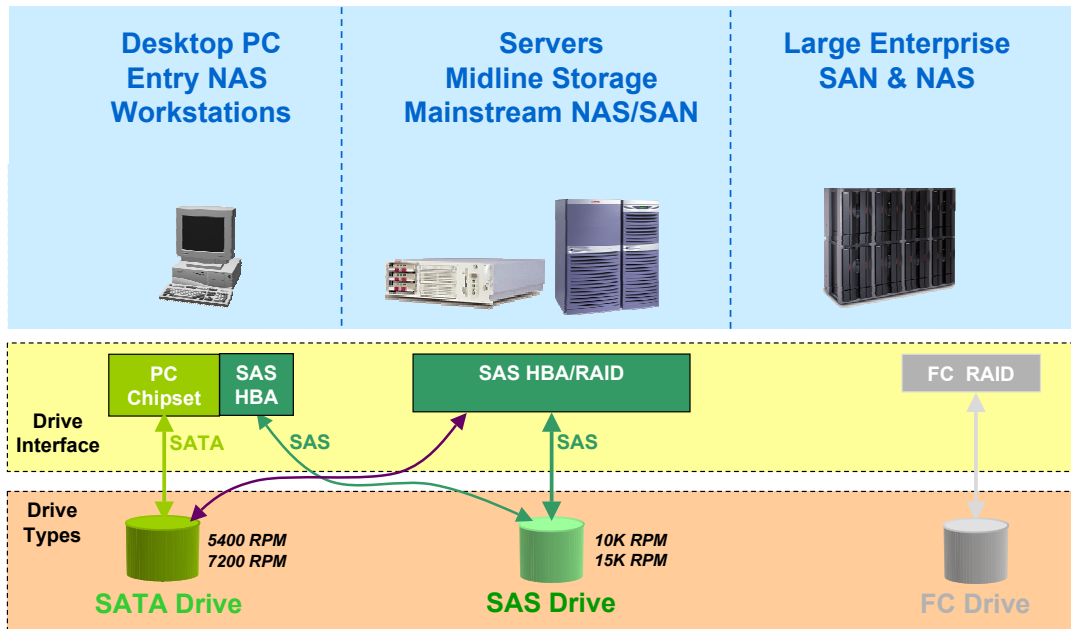 Desktop PC
Entry NAS
Workstations
Servers
Midline Storage
Mainstream NAS/SAN
Large Enterprise
SAN & NAS
Drive
Interface
PC
Chipset
SAS
HBA
SAS HBA/RAID
FC RAID
SATA
SAS
SAS
Drive
Types
5400 RPM
7200 RPM
SATA Drive
10K RPM
15K RPM
SAS Drive
FC Drive